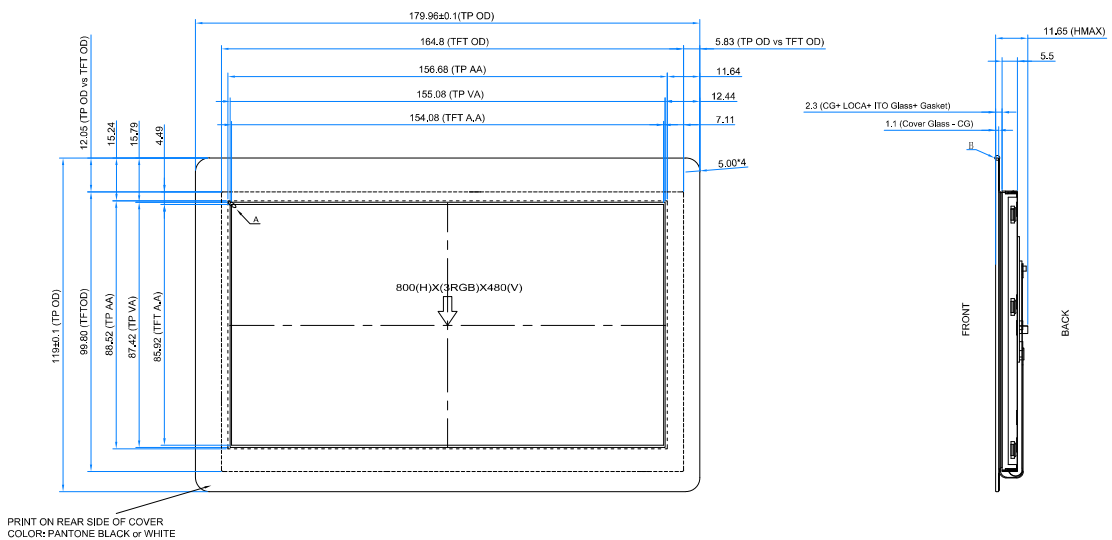 179.96±0.1(TP OD)
164.8 (TFT OD)
5.83 (TP OD vs TFT OD)
156.68 (TP AA)
11.64
155.08 (TP VA)
12.44
154.08 (TFT A.A)
7.11
5.00*4
12.05 (TP OD vs TFT OD)
15.24
15.79
4.49
119±0.1 (TP OD)
99.80 (TFTOD)
88.52 (TP AA)
87.42 (TP VA)
85.92 (TFT A.A)
A
800(H)X(3RGB)X480(V)
PRINT ON REAR SIDE OF COVER
COLOR: PANTONE BLACK or WHITE
11.65 (HMAX)
5.5
2.3 (CG+ LOCA+ ITO Glass+ Gasket)
1.1 (Cover Glass - CG)
B
FRONT
BACK